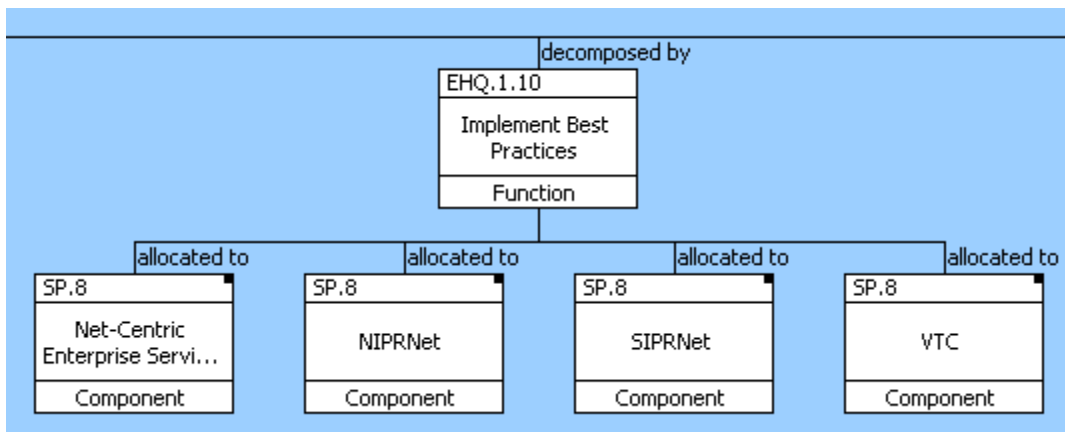 decomposed by
EHQ.1.10
Implement Best
Practices
Function
allocated to
allocated to
allocated to
allocated to
SP.8
Net-Centric
Enterprise Servi...
Component
SP.8
NIPRNet
Component
SP.8
SIPRNet
Component
SP.8
VTC
Component